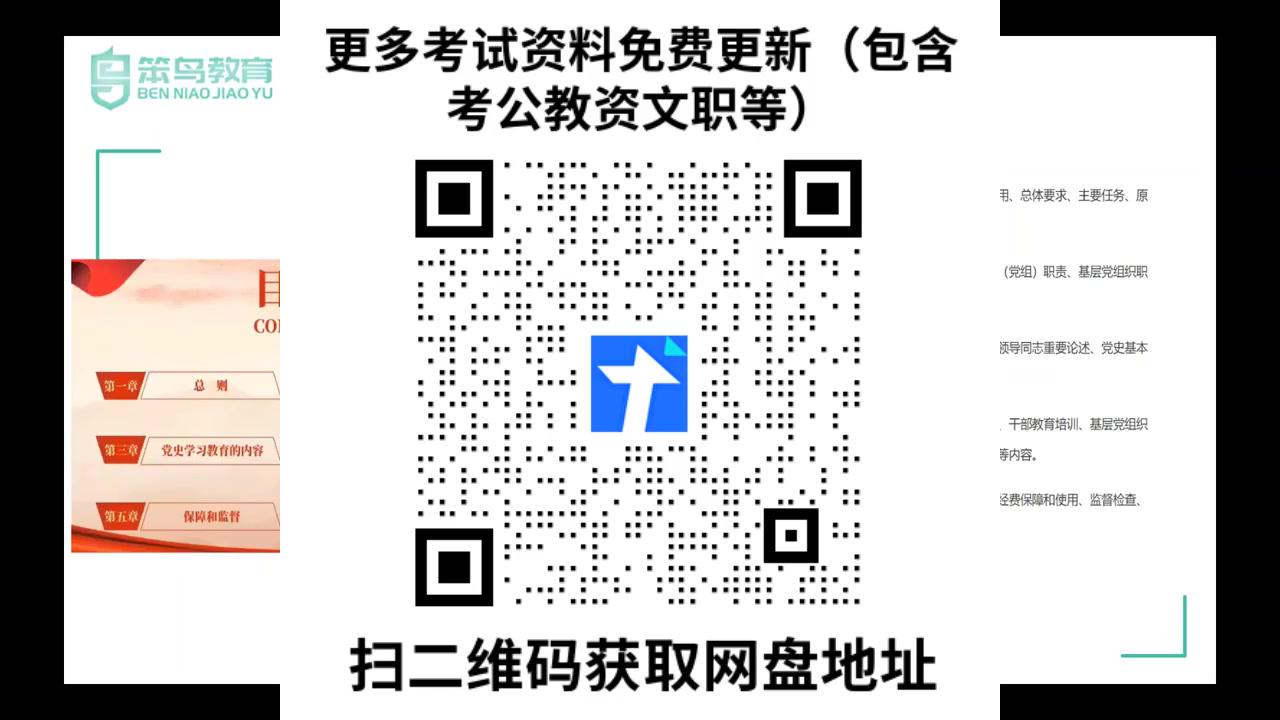 更多考试资料免费更新（包含
考公教资文职等）
笨鸟教育
BEN NIAO JIAO YU
第一章 总 则
第三章 党史学习教育的内容
第五章 保障和监督
用、总体要求、主要任务、原
（党组）职责、基层党组织职
领导同志重要论述、党史基本
、干部教育培训、基层党组织
等内容。
经费保障和使用、监督检查、
扫二维码获取网盘地址